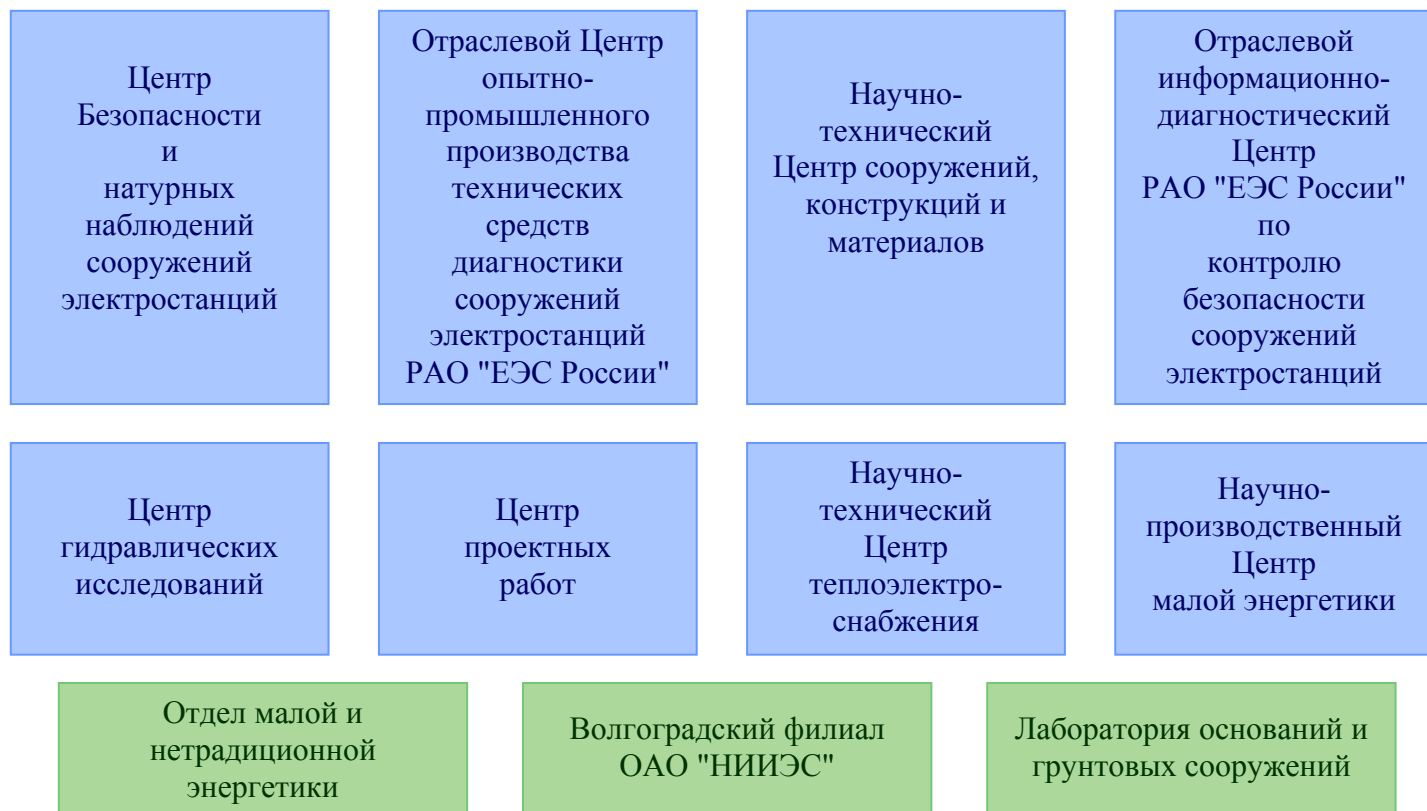 Центр
Безопасности
и
натурных
наблюдений
сооружений
электростанций
Отраслевой Центр
опытно-
промышленного
производства
технических
средств
диагностики
сооружений
электростанций
РАО "ЕЭС России"
Научно-
технический
Центр сооружений,
конструкций и
материалов
Отраслевой
информационно-
диагностический
Центр
РАО "ЕЭС России"
по
контролю
безопасности
сооружений
электростанций
Центр
гидравлических
исследований
Центр
проектных
работ
Научно-
технический
Центр
теплоэлектро-
снабжения
Научно-
производственный
Центр
малой энергетики
Отдел малой и
нетрадиционной
энергетики
Волгоградский филиал
ОАО "НИИЭС"
Лаборатория оснований и
грунтовых сооружений